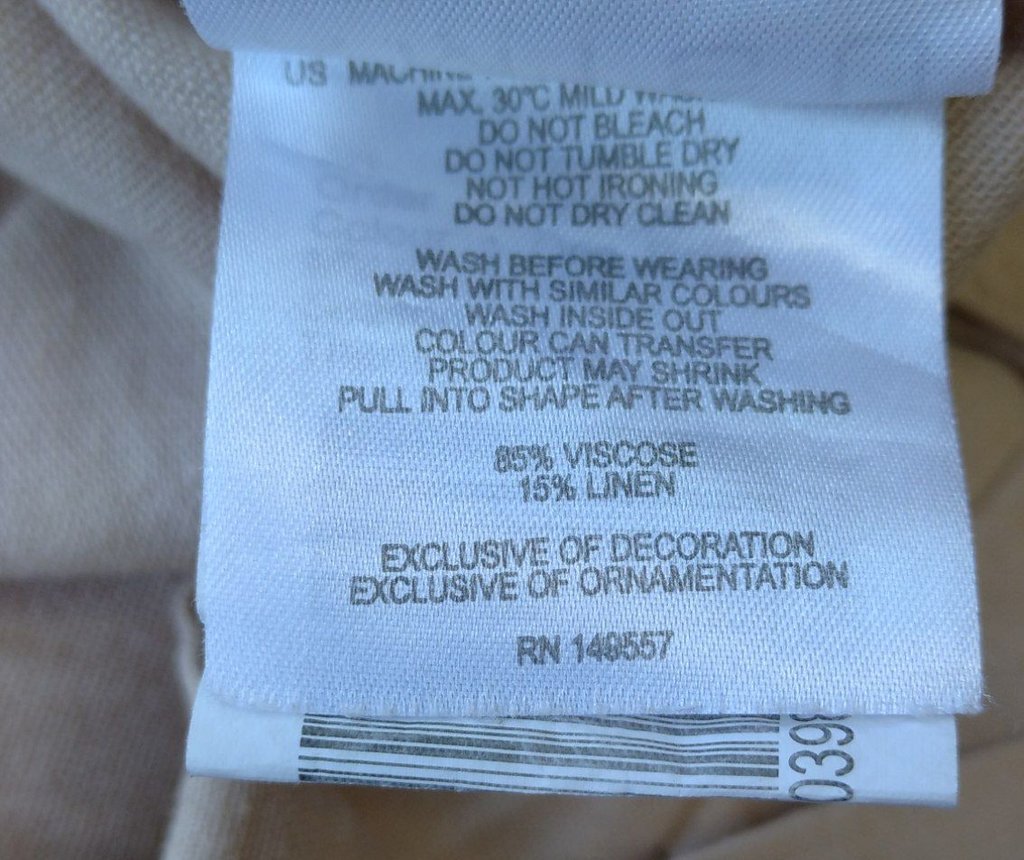 US MACHINE
MAX. 30°C MILD WASH
DO NOT BLEACH
DO NOT TUMBLE DRY
NOT HOT IRONING
DO NOT DRY CLEAN
WASH BEFORE WEARING
WASH WITH SIMILAR COLOURS
WASH INSIDE OUT
COLOUR CAN TRANSFER
PRODUCT MAY SHRINK
PULL INTO SHAPE AFTER WASHING
85% VISCOSE
15% LINEN
EXCLUSIVE OF DECORATION
EXCLUSIVE OF ORNAMENTATION
RN 149557